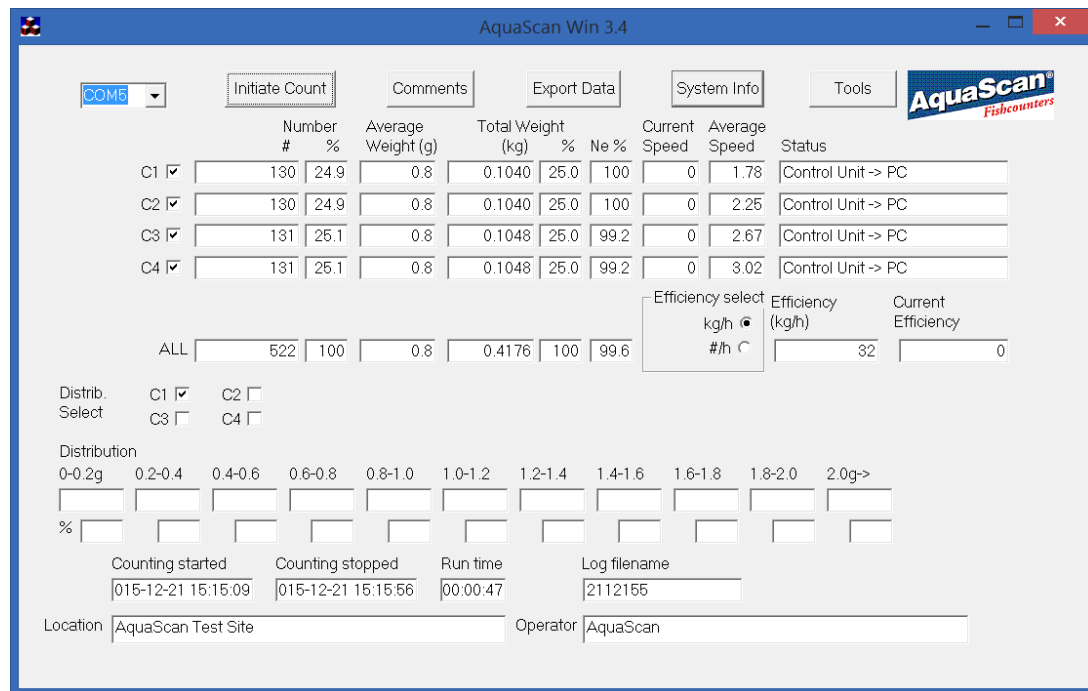 AquaScan Win 3.4
COM5 Initiate Count Comments Export Data System Info Tools AquaScan®
Fishcounters
Number Average Total Weight Current Average
# % Weight (g) (kg) % Ne % Speed Speed Status
C1 130 24.9 0.8 0.1040 25.0 100 0 1.78 Control Unit -> PC
C2 130 24.9 0.8 0.1040 25.0 100 0 2.25 Control Unit -> PC
C3 131 25.1 0.8 0.1048 25.0 99.2 0 2.67 Control Unit -> PC
C4 131 25.1 0.8 0.1048 25.0 99.2 0 3.02 Control Unit -> PC
Efficiency select Efficiency Current
kg/h (kg/h) Efficiency
ALL 522 100 0.8 0.4176 100 99.6 #/h 32 0
Distrib. C1 C2
Select C3 C4
Distribution
0-0.2g 0.2-0.4 0.4-0.6 0.6-0.8 0.8-1.0 1.0-1.2 1.2-1.4 1.4-1.6 1.6-1.8 1.8-2.0 2.0g->
%
Counting started Counting stopped Run time Log filename
015-12-21 15:15:09 015-12-21 15:15:56 00:00:47 2112155
Location AquaScan Test Site Operator AquaScan